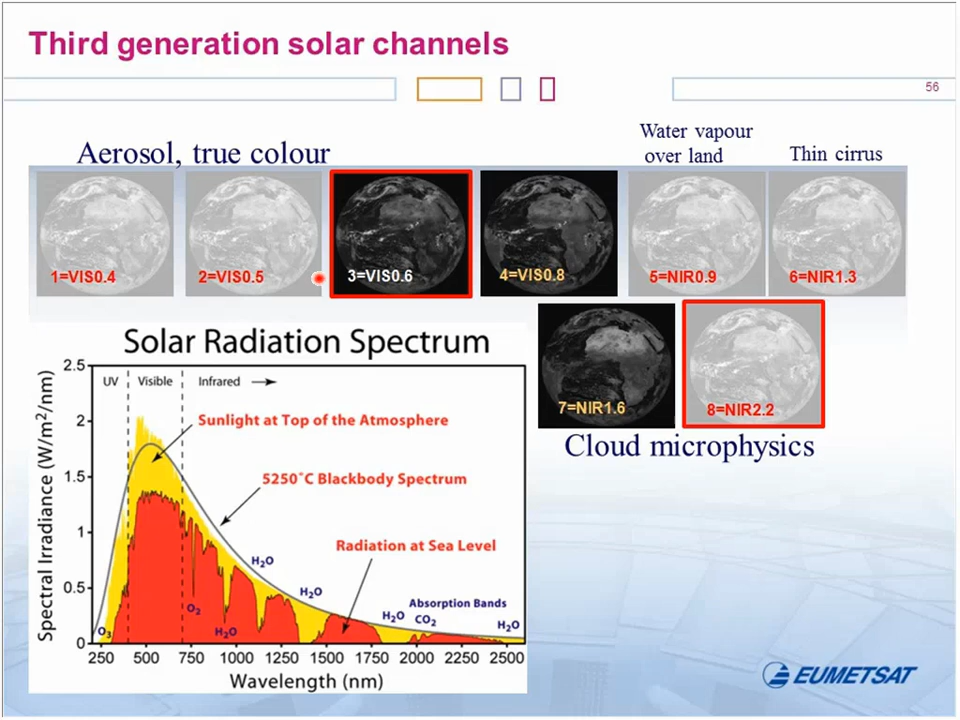 Third generation solar channels
56
Aerosol, true colour
Water vapour
over land
Thin cirrus
1=VIS0.4
2=VIS0.5
3=VIS0.6
4=VIS0.8
5=NIR0.9
6=NIR1.3
7=NIR1.6
8=NIR2.2
Cloud microphysics
Solar Radiation Spectrum
UV
Visible
Infrared
Sunlight at Top of the Atmosphere
5250°C Blackbody Spectrum
Radiation at Sea Level
Absorption Bands
O3
O2
H2O
H2O
H2O
H2O
CO2
H2O
Spectral Irradiance (W/m2/nm)
2.5
2
1.5
1
0.5
0
250 500 750 1000 1250 1500 1750 2000 2250 2500
Wavelength (nm)
EUMETSAT